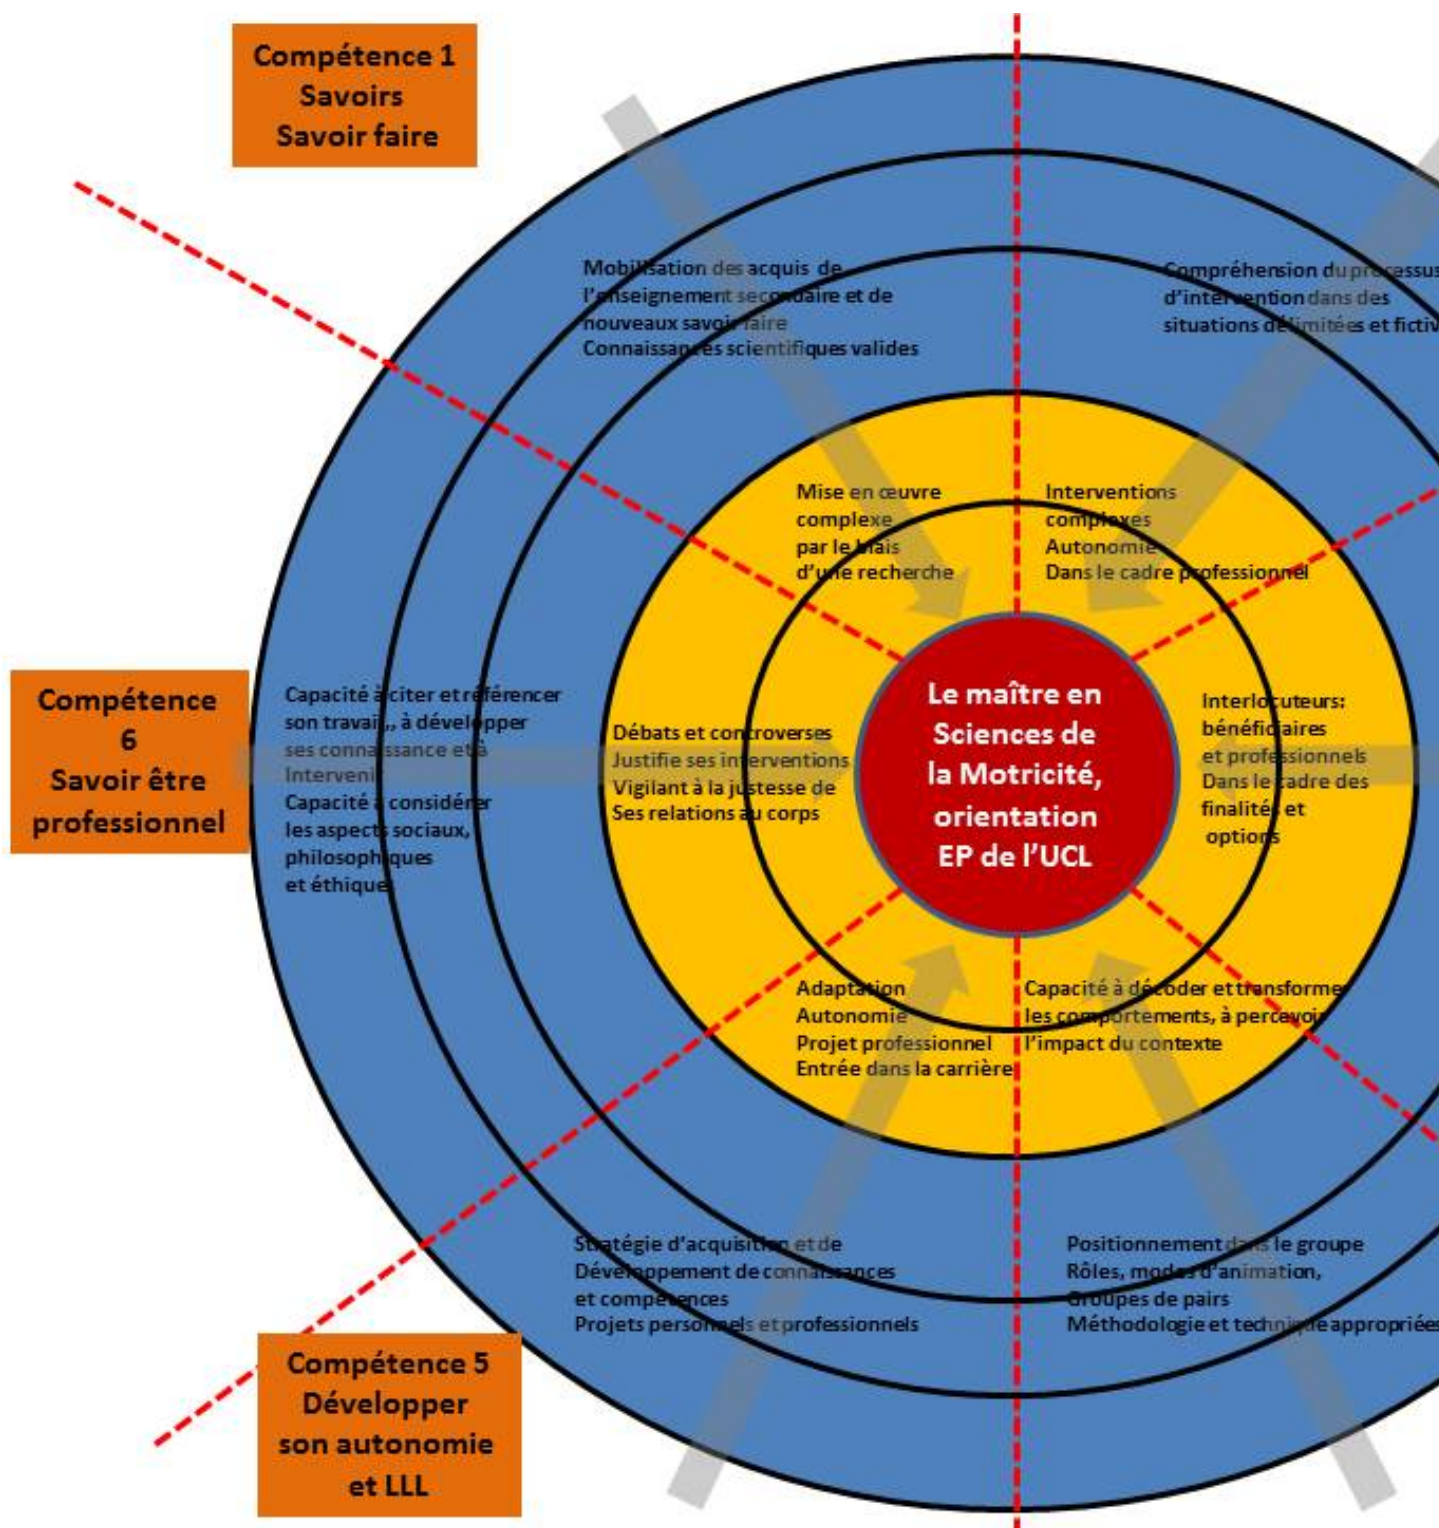 Compétence 1
Savoirs
Savoir faire
Mobilisation des acquis de
l'enseignement secondaire et de
nouveaux savoir faire
Connaissances scientifiques valides
Compréhension du processus
d'intervention dans des
situations délimitées et fictiv
Mise en œuvre
complexe
par le biais
d'une recherche
Interventions
complexes
Autonomie
Dans le cadre professionnel
Compétence
6
Savoir être
professionnel
Capacité à citer et référencer
son travail,, à développer
ses connaissance et à
Intervenir
Capacité à considérer
les aspects sociaux,
philosophiques
et éthiques
Débats et controverses
Justifie ses interventions
Vigilant à la justesse de
Ses relations au corps
Le maître en
Sciences de
la Motricité,
orientation
EP de l'UCL
Interlocuteurs:
bénéficiaires
et professionnels
Dans le cadre des
finalités et
options
Adaptation
Autonomie
Projet professionnel
Entrée dans la carrière
Capacité à décoder et transformer
les comportements, à percevoir
l'impact du contexte
Stratégie d'acquisition et de
Développement de connaissances
et compétences
Projets personnels et professionnels
Positionnement dans le groupe
Rôles, modes d'animation,
Groupes de pairs
Méthodologie et technique appropriées
Compétence 5
Développer
son autonomie
et LLL